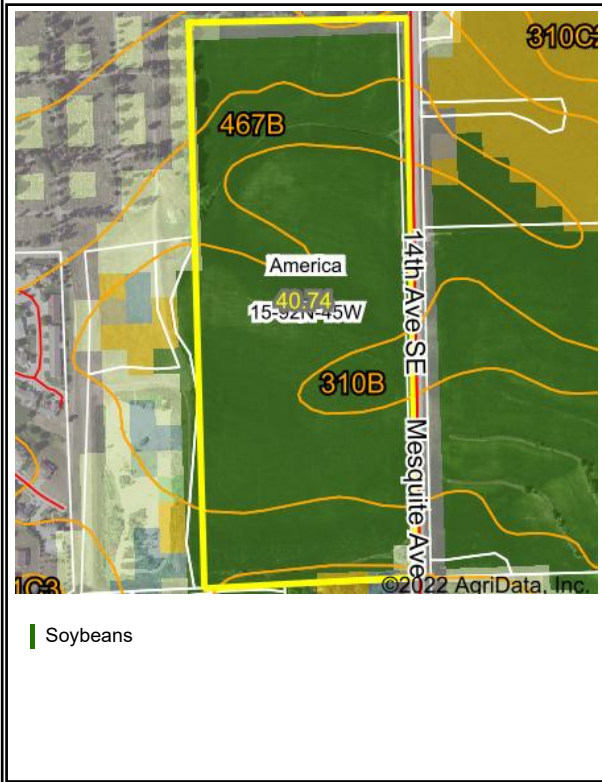 310C2
467B
America
40.74
15-92N-45W
14th Ave SE
310B
Mesquite Ave
©2022 AgriData, Inc.
Soybeans